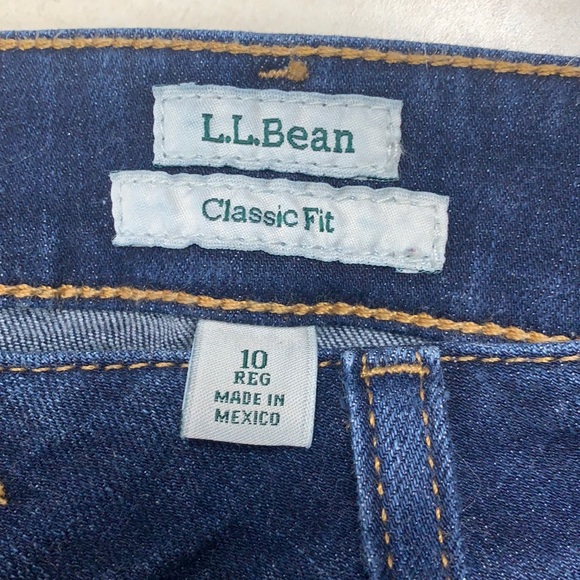 L.L.Bean
Classic Fit
10
REG
MADE IN
MEXICO